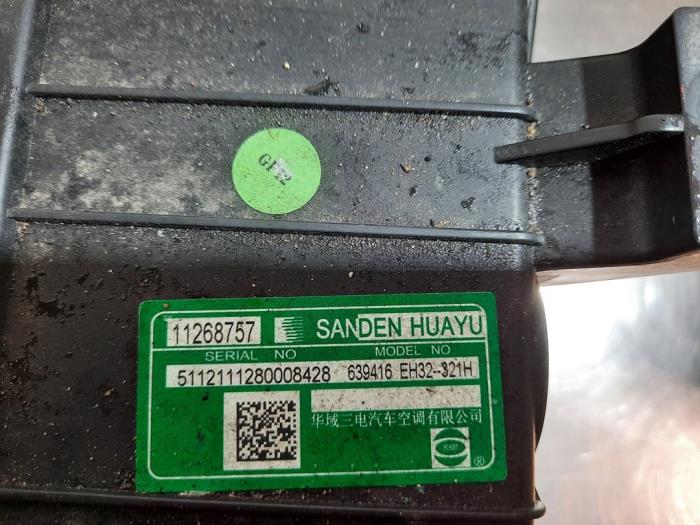 11268757 SANDEN HUAYU
SERIAL NO MODEL NO
5112111280008428 639416 EH32--321H
华域三电汽车空调有限公司
SSB
®